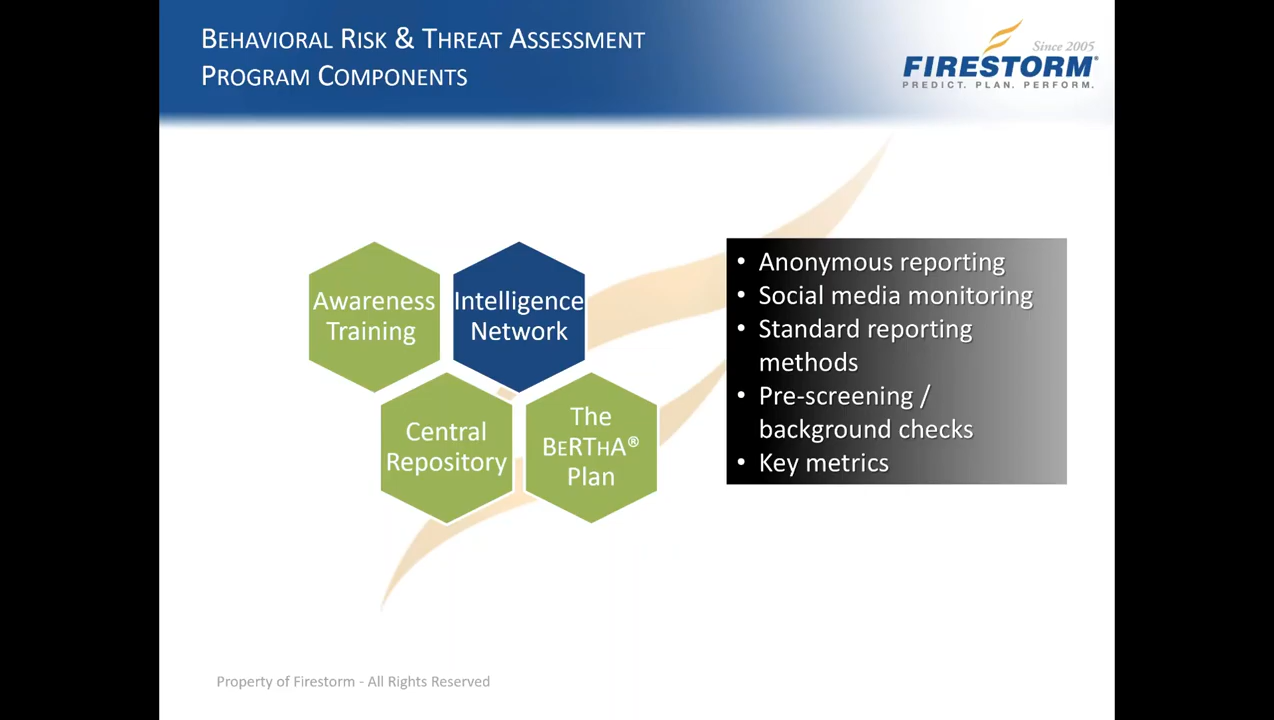 BEHAVIORAL RISK & THREAT ASSESSMENT
PROGRAM COMPONENTS
Since 2005
FIRESTORM®
PREDICT. PLAN. PERFORM.
Awareness
Training
Intelligence
Network
Central
Repository
The
BERTHA®
Plan
• Anonymous reporting
• Social media monitoring
• Standard reporting
methods
• Pre-screening /
background checks
• Key metrics
Property of Firestorm - All Rights Reserved